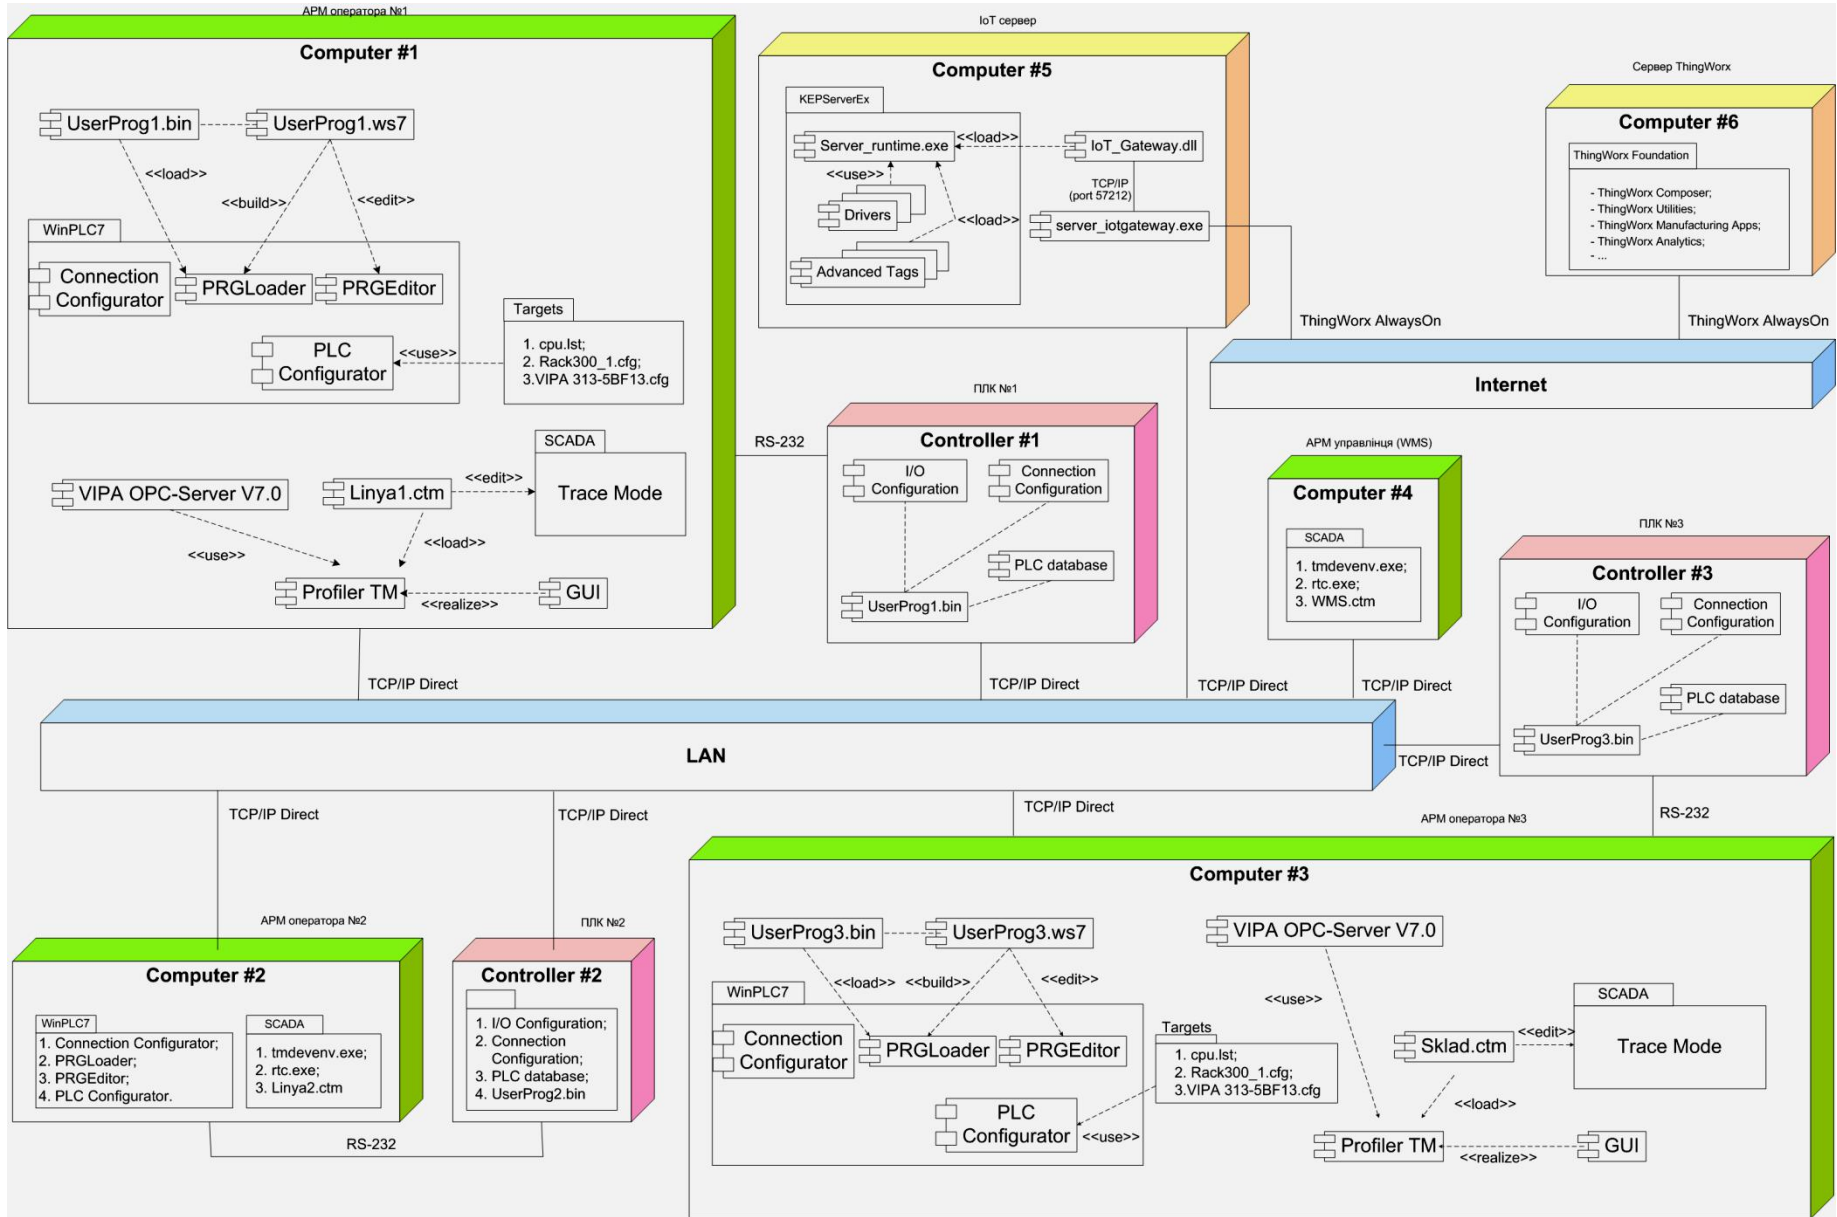 АРМ оператора №1
Computer #1
UserProg1.bin
UserProg1.ws7
<<load>>
<<build>>
<<edit>>
WinPLC7
Connection
Configurator
PRGLoader
PRGEditor
PLC
Configurator
<<use>>
Targets
1. cpu.lst;
2. Rack300_1.cfg;
3.VIPA 313-5BF13.cfg
VIPA OPC-Server V7.0
Linya1.ctm
<<edit>>
SCADA
Trace Mode
<<use>>
<<load>>
Profiler TM
<<realize>>
GUI
RS-232
TCP/IP Direct
IoT сервер
Computer #5
KEPServerEx
Server_runtime.exe
<<load>>
IoT_Gateway.dll
<<use>>
Drivers
<<load>>
Advanced Tags
TCP/IP
(port 57212)
server_iotgateway.exe
ThingWorx AlwaysOn
TCP/IP Direct
Сервер ThingWorx
Computer #6
ThingWorx Foundation
- ThingWorx Composer;
- ThingWorx Utilities;
- ThingWorx Manufacturing Apps;
- ThingWorx Analytics;
- ...
ThingWorx AlwaysOn
Internet
ПЛК №1
Controller #1
I/O
Configuration
Connection
Configuration
PLC database
UserProg1.bin
TCP/IP Direct
АРМ управлінця (WMS)
Computer #4
SCADA
1. tmdevenv.exe;
2. rtc.exe;
3. WMS.ctm
TCP/IP Direct
ПЛК №3
Controller #3
I/O
Configuration
Connection
Configuration
PLC database
UserProg3.bin
TCP/IP Direct
RS-232
LAN
TCP/IP Direct
TCP/IP Direct
TCP/IP Direct
АРМ оператора №2
Computer #2
WinPLC7
1. Connection Configurator;
2. PRGLoader;
3. PRGEditor;
4. PLC Configurator.
SCADA
1. tmdevenv.exe;
2. rtc.exe;
3. Linya2.ctm
RS-232
ПЛК №2
Controller #2
1. I/O Configuration;
2. Connection
Configuration;
3. PLC database;
4. UserProg2.bin
АРМ оператора №3
Computer #3
UserProg3.bin
UserProg3.ws7
<<load>>
<<build>>
<<edit>>
WinPLC7
Connection
Configurator
PRGLoader
PRGEditor
PLC
Configurator
<<use>>
Targets
1. cpu.lst;
2. Rack300_1.cfg;
3.VIPA 313-5BF13.cfg
VIPA OPC-Server V7.0
<<use>>
Sklad.ctm
<<edit>>
SCADA
Trace Mode
<<load>>
Profiler TM
<<realize>>
GUI